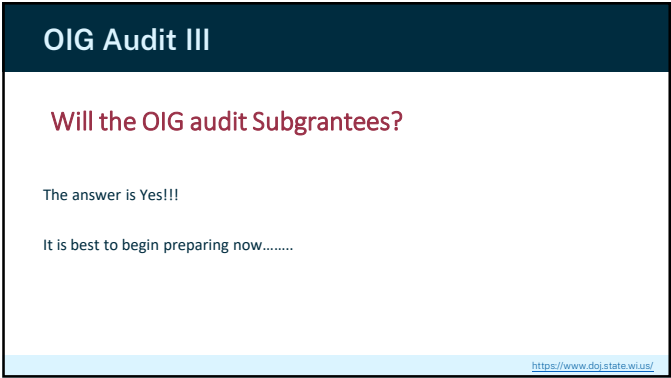 OIG Audit III
Will the OIG audit Subgrantees?
The answer is Yes!!!
It is best to begin preparing now........
https://www.doj.state.wi.us/